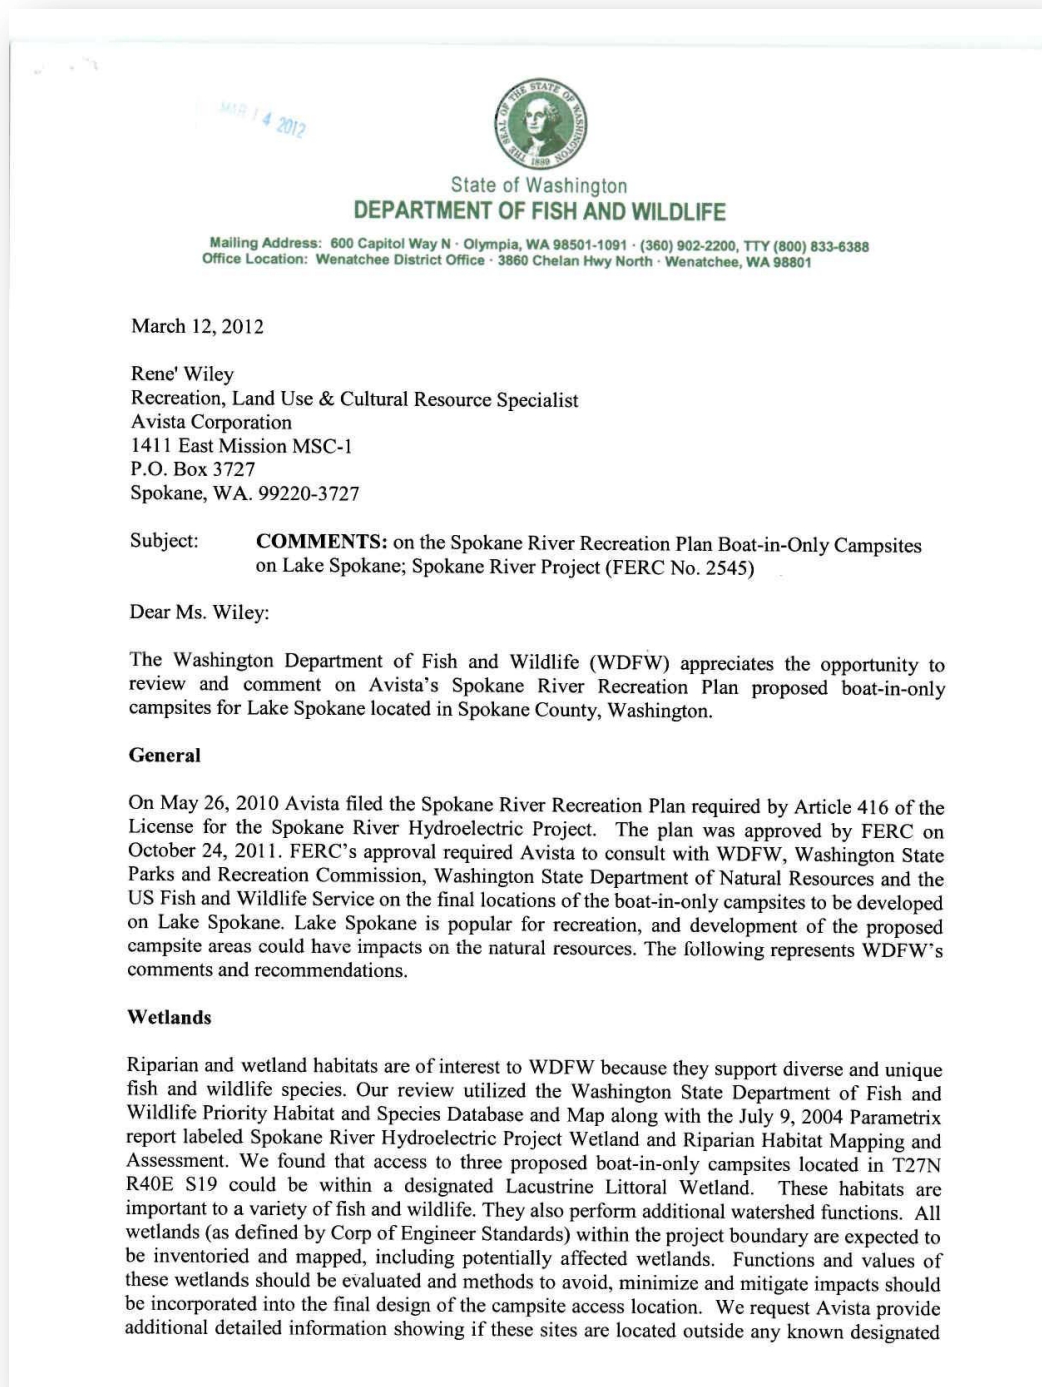 MAR 14 2012
THE SEAL OF THE STATE OF WASHINGTON
1889
State of Washington
DEPARTMENT OF FISH AND WILDLIFE
Mailing Address: 600 Capitol Way N · Olympia, WA 98501-1091 · (360) 902-2200, TTY (800) 833-6388
Office Location: Wenatchee District Office · 3860 Chelan Hwy North · Wenatchee, WA 98801
March 12, 2012
Rene' Wiley
Recreation, Land Use & Cultural Resource Specialist
Avista Corporation
1411 East Mission MSC-1
P.O. Box 3727
Spokane, WA. 99220-3727
Subject: COMMENTS: on the Spokane River Recreation Plan Boat-in-Only Campsites
on Lake Spokane; Spokane River Project (FERC No. 2545)
Dear Ms. Wiley:
The Washington Department of Fish and Wildlife (WDFW) appreciates the opportunity to
review and comment on Avista's Spokane River Recreation Plan proposed boat-in-only
campsites for Lake Spokane located in Spokane County, Washington.
General
On May 26, 2010 Avista filed the Spokane River Recreation Plan required by Article 416 of the
License for the Spokane River Hydroelectric Project. The plan was approved by FERC on
October 24, 2011. FERC's approval required Avista to consult with WDFW, Washington State
Parks and Recreation Commission, Washington State Department of Natural Resources and the
US Fish and Wildlife Service on the final locations of the boat-in-only campsites to be developed
on Lake Spokane. Lake Spokane is popular for recreation, and development of the proposed
campsite areas could have impacts on the natural resources. The following represents WDFW's
comments and recommendations.
Wetlands
Riparian and wetland habitats are of interest to WDFW because they support diverse and unique
fish and wildlife species. Our review utilized the Washington State Department of Fish and
Wildlife Priority Habitat and Species Database and Map along with the July 9, 2004 Parametrix
report labeled Spokane River Hydroelectric Project Wetland and Riparian Habitat Mapping and
Assessment. We found that access to three proposed boat-in-only campsites located in T27N
R40E S19 could be within a designated Lacustrine Littoral Wetland. These habitats are
important to a variety of fish and wildlife. They also perform additional watershed functions. All
wetlands (as defined by Corp of Engineer Standards) within the project boundary are expected to
be inventoried and mapped, including potentially affected wetlands. Functions and values of
these wetlands should be evaluated and methods to avoid, minimize and mitigate impacts should
be incorporated into the final design of the campsite access location. We request Avista provide
additional detailed information showing if these sites are located outside any known designated